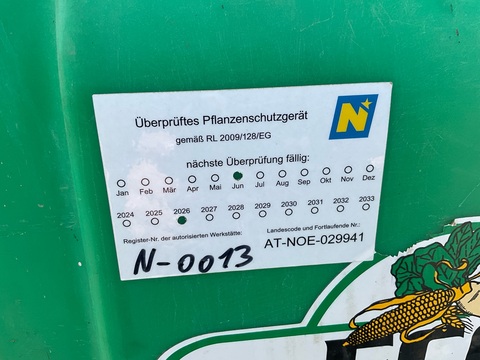 Überprüftes Pflanzenschutzgerät
gemäß RL 2009/128/EG
N
nächste Überprüfung fällig:
Jan Feb Mär Apr Mai Jun Jul Aug Sep Okt Nov Dez
2024 2025 2026 2027 2028 2029 2030 2031 2032 2033
Register-Nr. der autorisierten Werkstätte:
Landescode und Fortlaufende Nr.:
N-0013
AT-NOE-029941